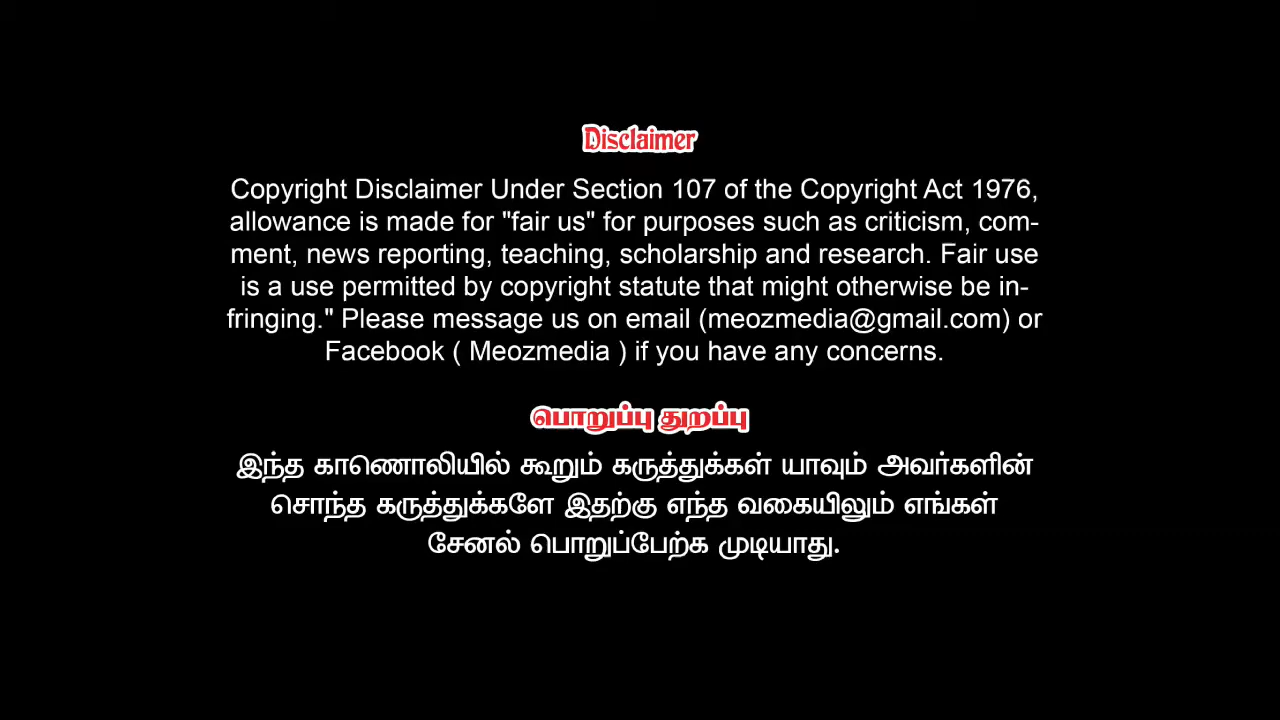 Disclaimer
Copyright Disclaimer Under Section 107 of the Copyright Act 1976,
allowance is made for "fair us" for purposes such as criticism, com-
ment, news reporting, teaching, scholarship and research. Fair use
is a use permitted by copyright statute that might otherwise be in-
fringing." Please message us on email (meozmedia@gmail.com) or
Facebook ( Meozmedia ) if you have any concerns.
பொறுப்பு துறப்பு
இந்த காணொலியில் கூறும் கருத்துக்கள் யாவும் அவர்களின்
சொந்த கருத்துக்களே இதற்கு எந்த வகையிலும் எங்கள்
சேனல் பொறுப்பேற்க முடியாது.